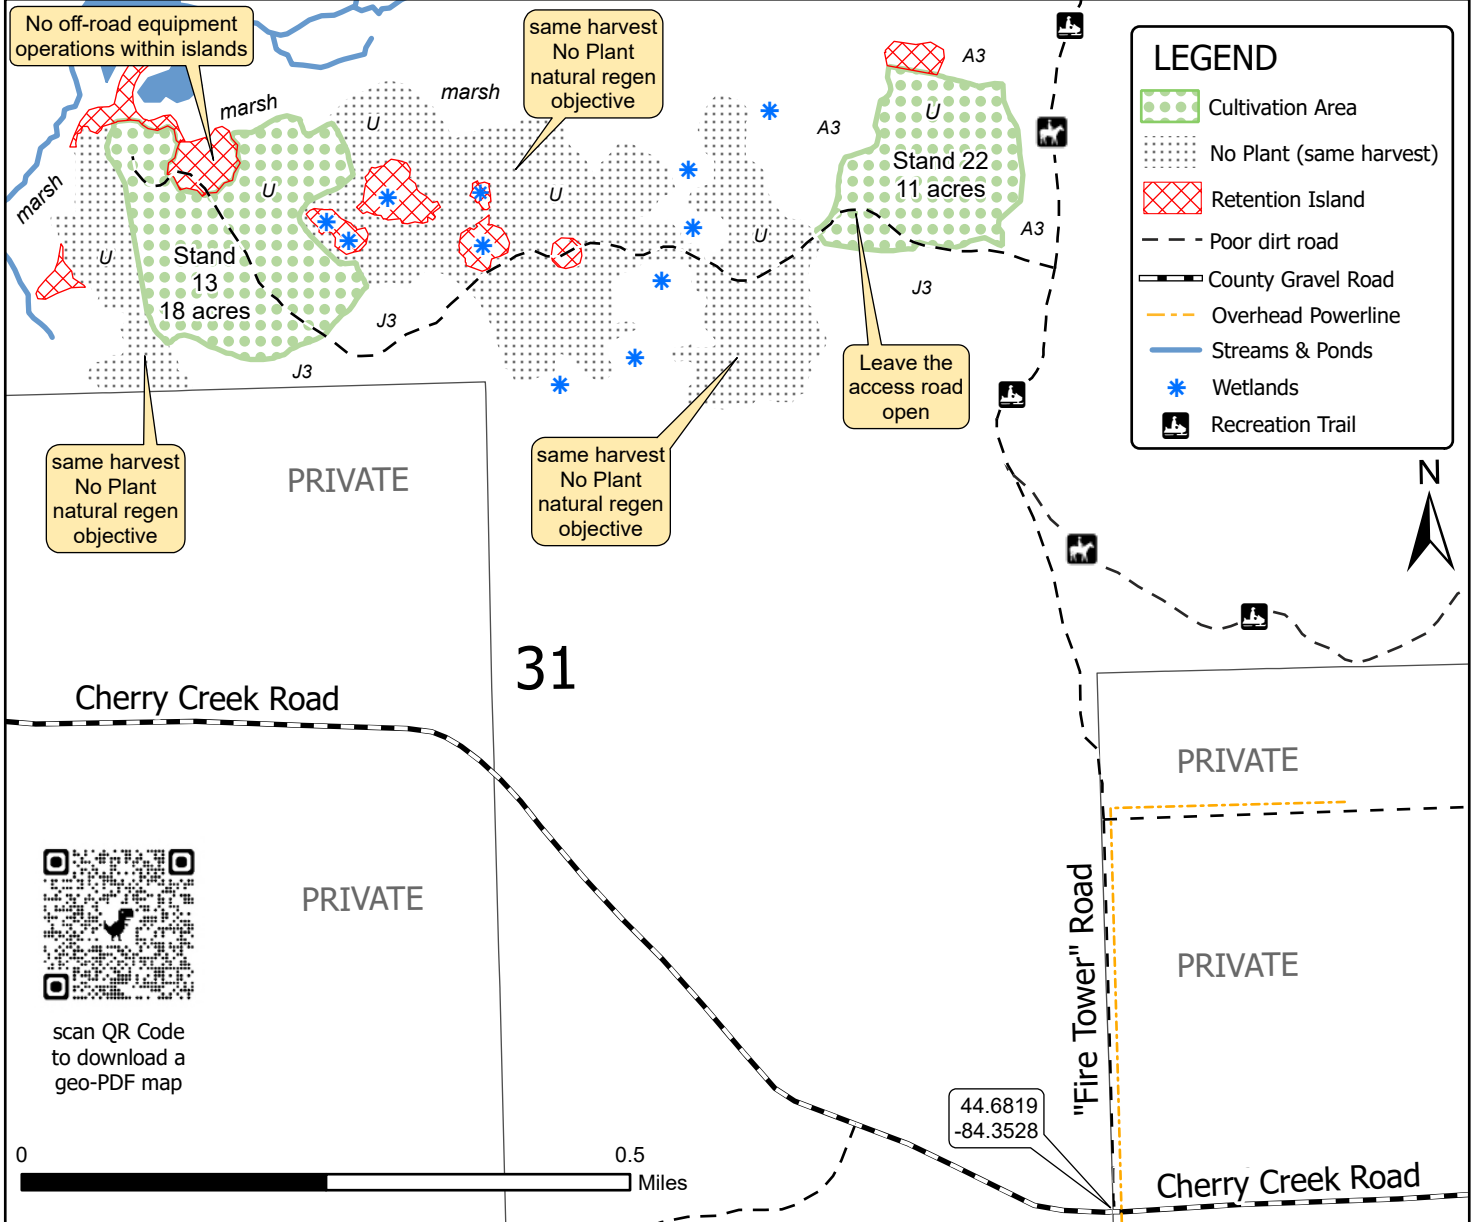 No off-road equipment
operations within islands
same harvest
No Plant
natural regen
objective
marsh
marsh
marsh
U
U
U
U
U
U
A3
A3
A3
J3
J3
J3
Stand
13
18 acres
Stand 22
11 acres
Leave the
access road
open
same harvest
No Plant
natural regen
objective
same harvest
No Plant
natural regen
objective
LEGEND
Cultivation Area
No Plant (same harvest)
Retention Island
Poor dirt road
County Gravel Road
Overhead Powerline
Streams & Ponds
Wetlands
Recreation Trail
N
PRIVATE
31
Cherry Creek Road
PRIVATE
PRIVATE
PRIVATE
"Fire Tower" Road
scan QR Code
to download a
geo-PDF map
44.6819
-84.3528
Cherry Creek Road
0
0.5
Miles